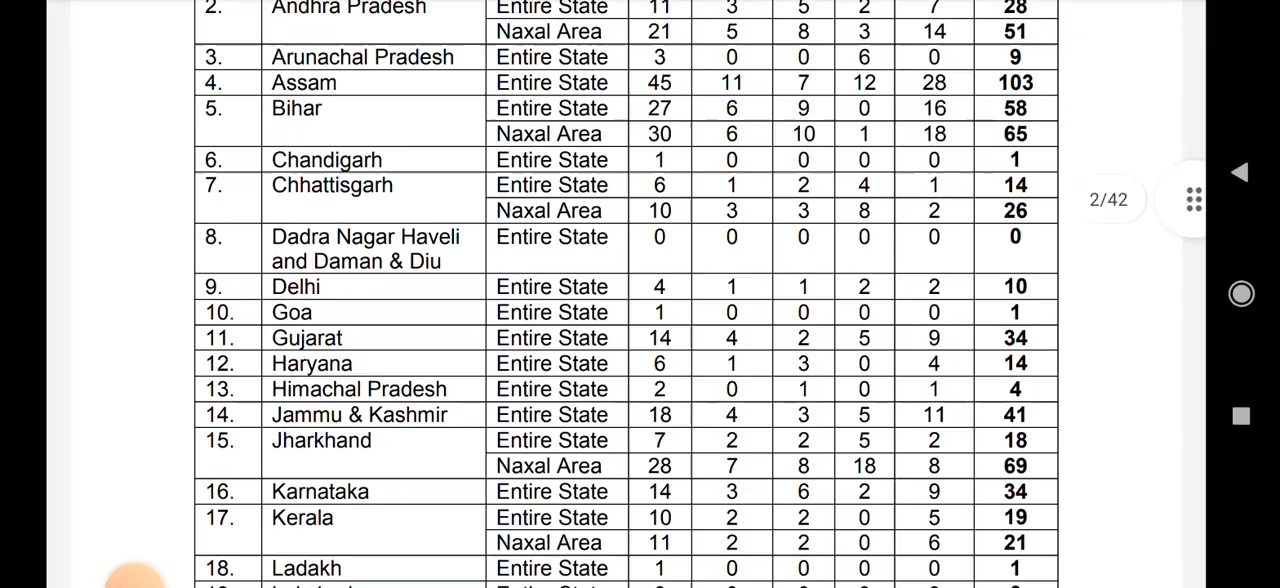 2. Andhra Pradesh Entire State 11 3 5 2 7 28
Naxal Area 21 5 8 3 14 51
3. Arunachal Pradesh Entire State 3 0 0 6 0 9
4. Assam Entire State 45 11 7 12 28 103
5. Bihar Entire State 27 6 9 0 16 58
Naxal Area 30 6 10 1 18 65
6. Chandigarh Entire State 1 0 0 0 0 1
7. Chhattisgarh Entire State 6 1 2 4 1 14
Naxal Area 10 3 3 8 2 26
8. Dadra Nagar Haveli Entire State 0 0 0 0 0 0
and Daman & Diu
9. Delhi Entire State 4 1 1 2 2 10
10. Goa Entire State 1 0 0 0 0 1
11. Gujarat Entire State 14 4 2 5 9 34
12. Haryana Entire State 6 1 3 0 4 14
13. Himachal Pradesh Entire State 2 0 1 0 1 4
14. Jammu & Kashmir Entire State 18 4 3 5 11 41
15. Jharkhand Entire State 7 2 2 5 2 18
Naxal Area 28 7 8 18 8 69
16. Karnataka Entire State 14 3 6 2 9 34
17. Kerala Entire State 10 2 2 0 5 19
Naxal Area 11 2 2 0 6 21
18. Ladakh Entire State 1 0 0 0 0 1
2/42